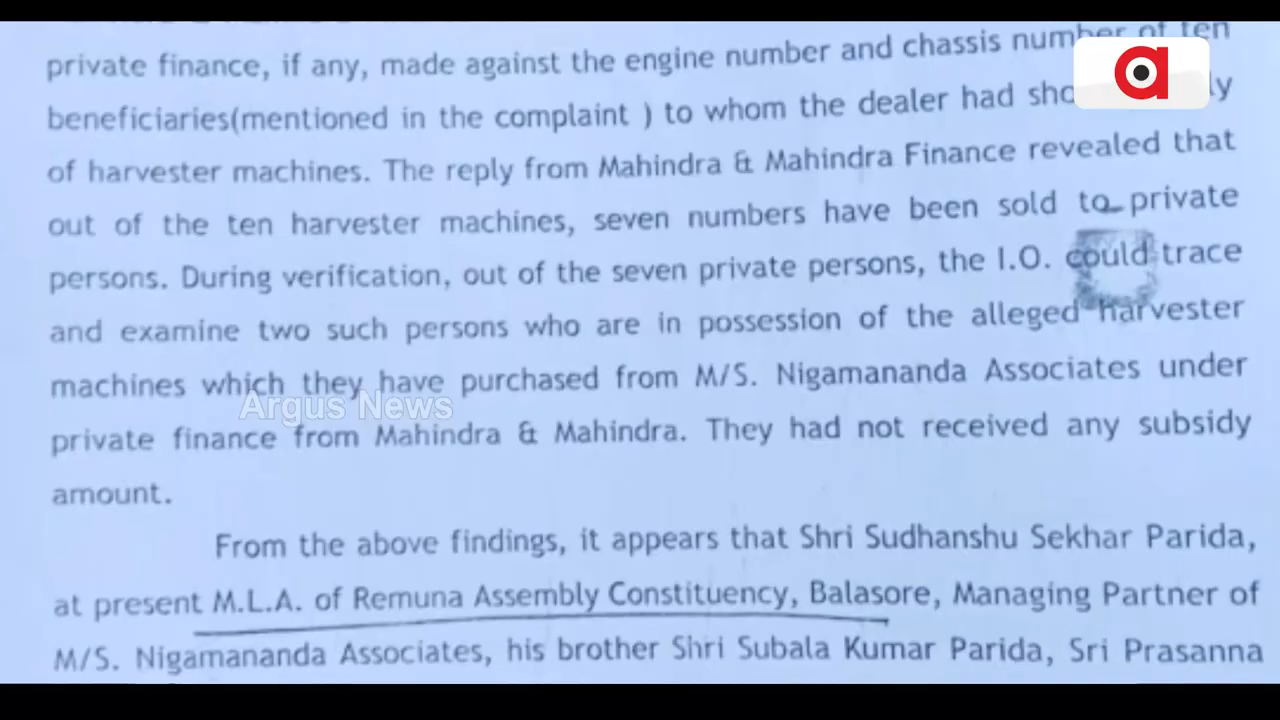 private finance, if any, made against the engine number and chassis number of ten
beneficiaries(mentioned in the complaint ) to whom the dealer had
of harvester machines. The reply from Mahindra & Mahindra Finance revealed that
out of the ten harvester machines, seven numbers have been sold to private
persons. During verification, out of the seven private persons, the I.O. could trace
and examine two such persons who are in possession of the alleged harvester
machines which they have purchased from M/S. Nigamananda Associates under
Argus News
private finance from Mahindra & Mahindra. They had not received any subsidy
amount.
From the above findings, it appears that Shri Sudhanshu Sekhar Parida,
at present M.L.A. of Remuna Assembly Constituency, Balasore, Managing Partner of
M/S. Nigamananda Associates, his brother Shri Subala Kumar Parida, Sri Prasanna